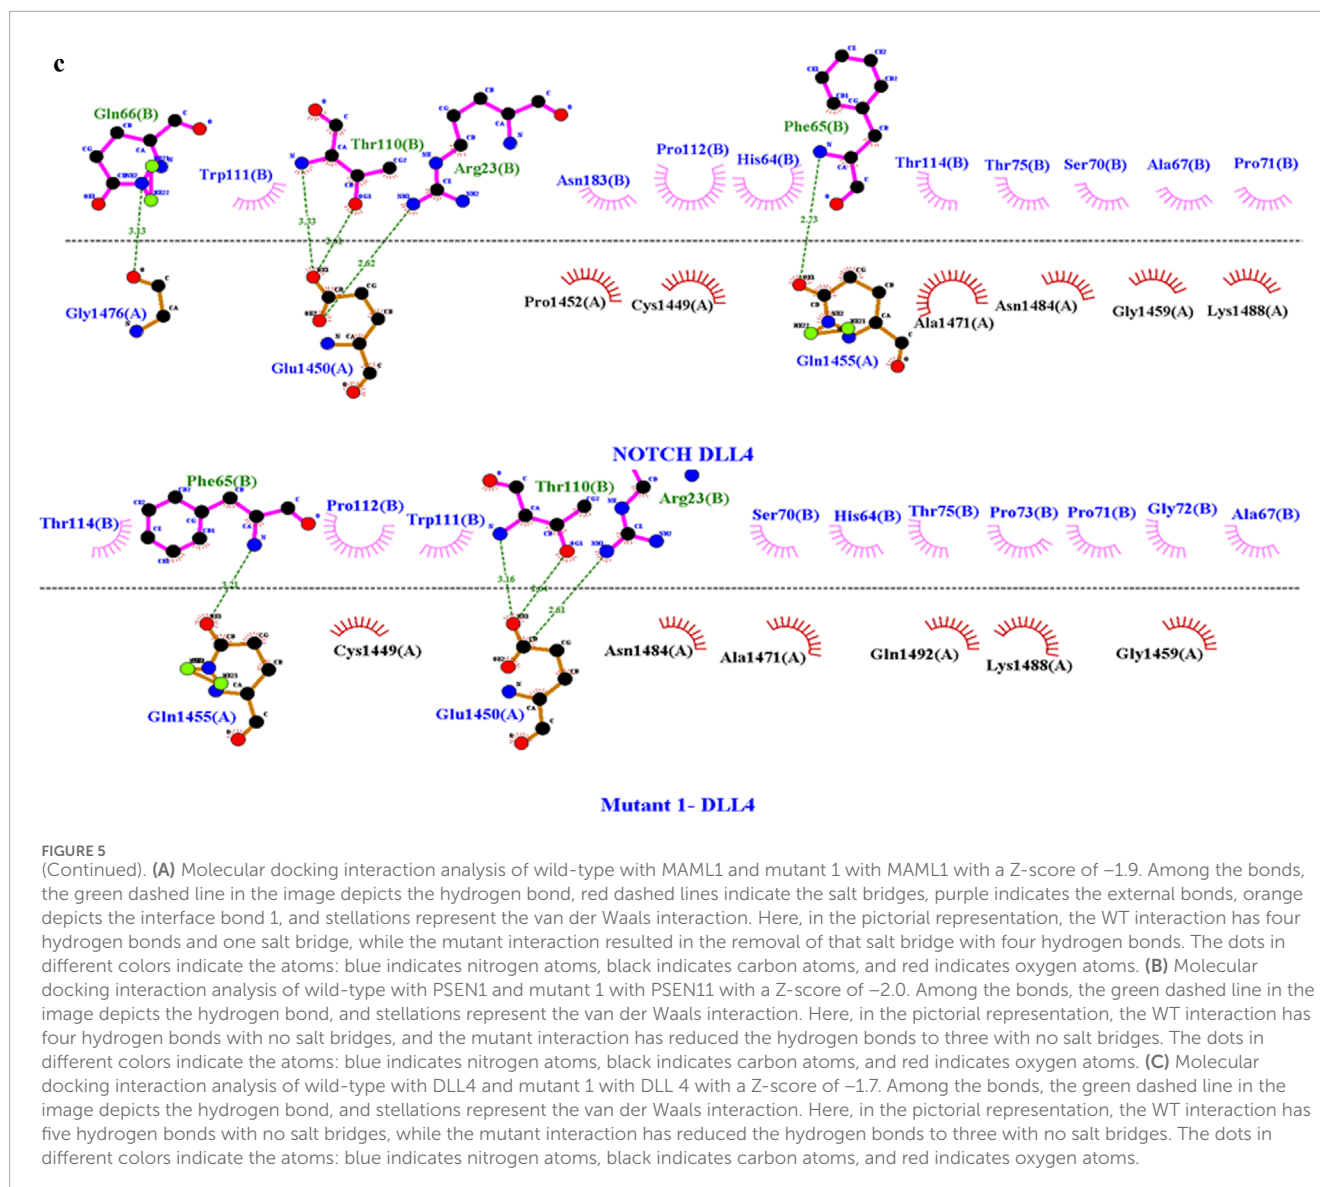 c
Gln66(B)
Trp111(B)
Thr110(B)
Arg23(B)
Asn183(B)
Pro112(B)
His64(B)
Phe65(B)
Thr114(B)
Thr75(B)
Ser70(B)
Ala67(B)
Pro71(B)
3.13
3.33
2.62
2.73
Gly1476(A)
Glu1450(A)
Pro1452(A)
Cys1449(A)
Gln1455(A)
Ala1471(A)
Asn1484(A)
Gly1459(A)
Lys1488(A)
NOTCH DLL4
Thr114(B)
Phe65(B)
Pro112(B)
Trp111(B)
Thr110(B)
Arg23(B)
Ser70(B)
His64(B)
Thr75(B)
Pro73(B)
Pro71(B)
Gly72(B)
Ala67(B)
3.21
3.16
2.61
Gln1455(A)
Cys1449(A)
Glu1450(A)
Asn1484(A)
Ala1471(A)
Gln1492(A)
Lys1488(A)
Gly1459(A)
Mutant 1- DLL4
FIGURE 5
(Continued). (A) Molecular docking interaction analysis of wild-type with MAML1 and mutant 1 with MAML1 with a Z-score of –1.9. Among the bonds,
the green dashed line in the image depicts the hydrogen bond, red dashed lines indicate the salt bridges, purple indicates the external bonds, orange
depicts the interface bond 1, and stellations represent the van der Waals interaction. Here, in the pictorial representation, the WT interaction has four
hydrogen bonds and one salt bridge, while the mutant interaction resulted in the removal of that salt bridge with four hydrogen bonds. The dots in
different colors indicate the atoms: blue indicates nitrogen atoms, black indicates carbon atoms, and red indicates oxygen atoms. (B) Molecular
docking interaction analysis of wild-type with PSEN1 and mutant 1 with PSEN11 with a Z-score of –2.0. Among the bonds, the green dashed line in the
image depicts the hydrogen bond, and stellations represent the van der Waals interaction. Here, in the pictorial representation, the WT interaction has
four hydrogen bonds with no salt bridges, and the mutant interaction has reduced the hydrogen bonds to three with no salt bridges. The dots in
different colors indicate the atoms: blue indicates nitrogen atoms, black indicates carbon atoms, and red indicates oxygen atoms. (C) Molecular
docking interaction analysis of wild-type with DLL4 and mutant 1 with DLL 4 with a Z-score of –1.7. Among the bonds, the green dashed line in the
image depicts the hydrogen bond, and stellations represent the van der Waals interaction. Here, in the pictorial representation, the WT interaction has
five hydrogen bonds with no salt bridges, while the mutant interaction has reduced the hydrogen bonds to three with no salt bridges. The dots in
different colors indicate the atoms: blue indicates nitrogen atoms, black indicates carbon atoms, and red indicates oxygen atoms.